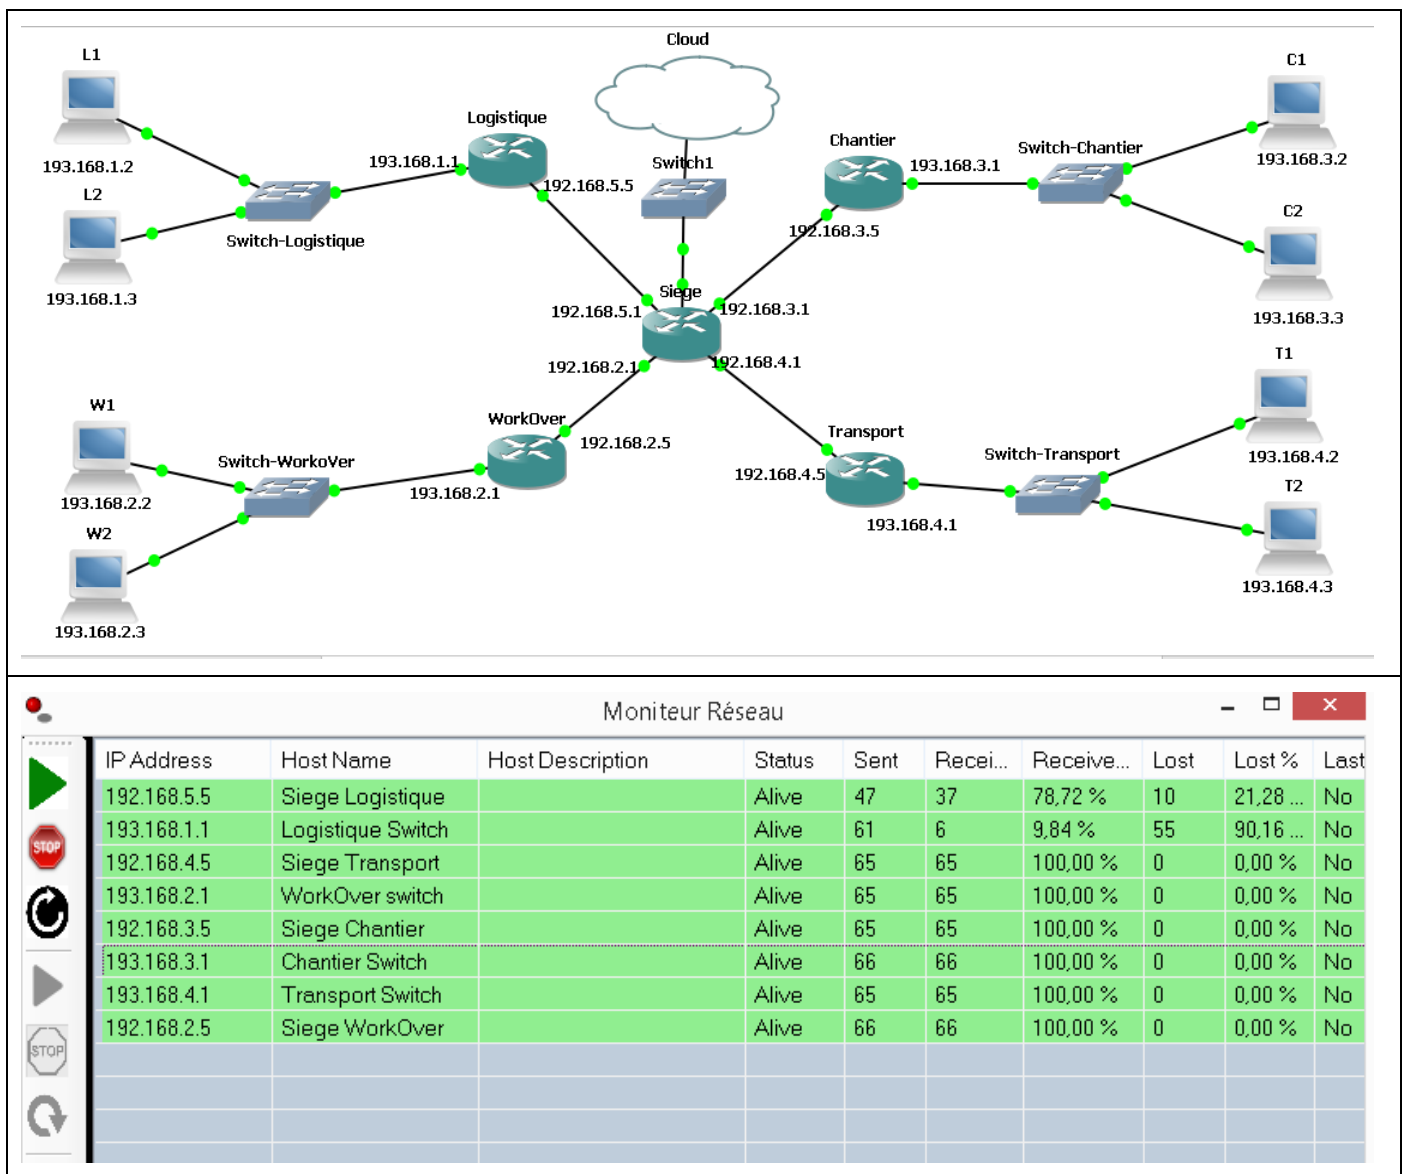 Cloud
L1
C1
Logistique
Chantier
Switch-Chantier
193.168.1.1
Switch1
193.168.3.1
193.168.3.2
193.168.1.2
192.168.5.5
L2
C2
192.168.3.5
Switch-Logistique
Siege
193.168.1.3
192.168.5.1
192.168.3.1
193.168.3.3
T1
192.168.2.1
192.168.4.1
W1
WorkOver
Transport
192.168.2.5
Switch-Transport
193.168.4.2
Switch-WorkoVer
192.168.4.5
T2
193.168.2.2
193.168.2.1
193.168.4.1
W2
193.168.4.3
193.168.2.3
Moniteur Réseau
IP Address Host Name Host Description Status Sent Recei... Receive... Lost Lost % Last
192.168.5.5 Siege Logistique Alive 47 37 78,72 % 10 21,28 ... No
193.168.1.1 Logistique Switch Alive 61 6 9,84 % 55 90,16 ... No
192.168.4.5 Siege Transport Alive 65 65 100,00 % 0 0,00 % No
193.168.2.1 WorkOver switch Alive 65 65 100,00 % 0 0,00 % No
192.168.3.5 Siege Chantier Alive 65 65 100,00 % 0 0,00 % No
193.168.3.1 Chantier Switch Alive 66 66 100,00 % 0 0,00 % No
193.168.4.1 Transport Switch Alive 65 65 100,00 % 0 0,00 % No
192.168.2.5 Siege WorkOver Alive 66 66 100,00 % 0 0,00 % No
STOP
STOP